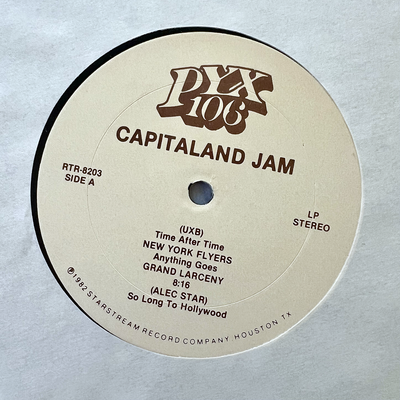 PYX
106
CAPITALAND JAM
RTR-8203
SIDE A
LP
STEREO
(UXB)
Time After Time
NEW YORK FLYERS
Anything Goes
GRAND LARCENY
8:16
(ALEC STAR)
So Long To Hollywood
℗1982 STARSTREAM RECORD COMPANY HOUSTON TX